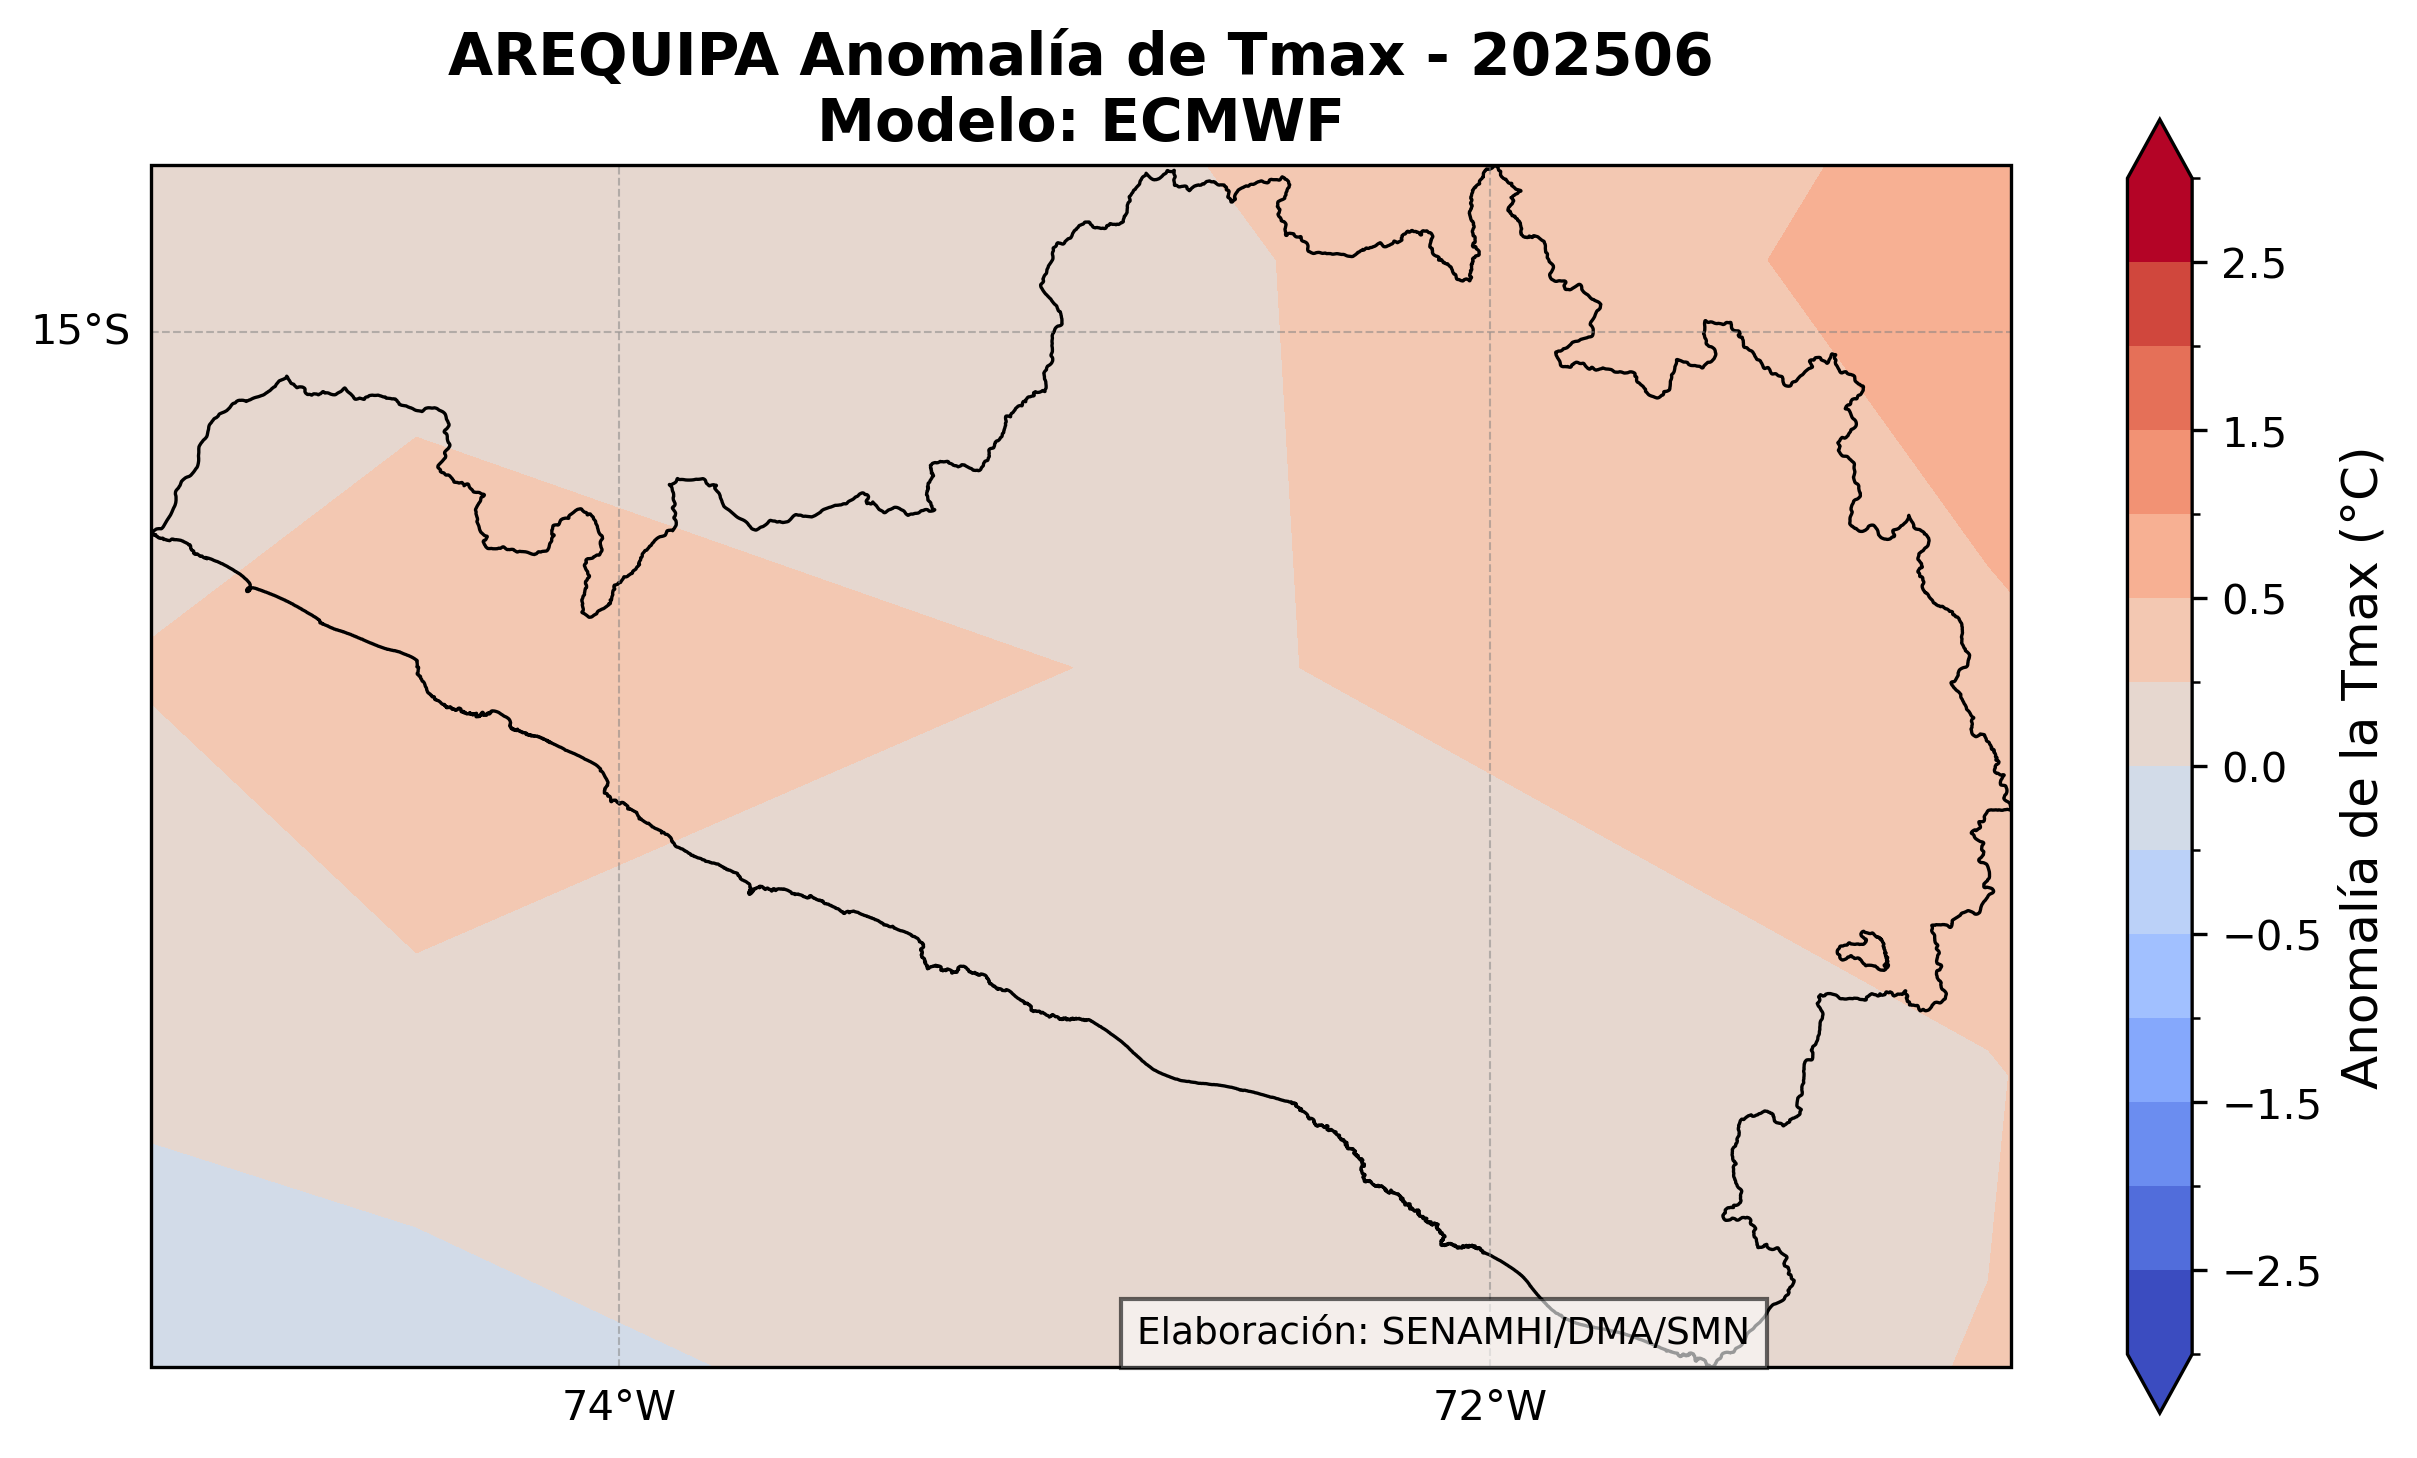 AREQUIPA Anomalía de Tmax - 202506
Modelo: ECMWF
15°S
74°W
72°W
Elaboración: SENAMHI/DMA/SMN
2.5
1.5
0.5
0.0
−0.5
−1.5
−2.5
Anomalía de la Tmax (°C)